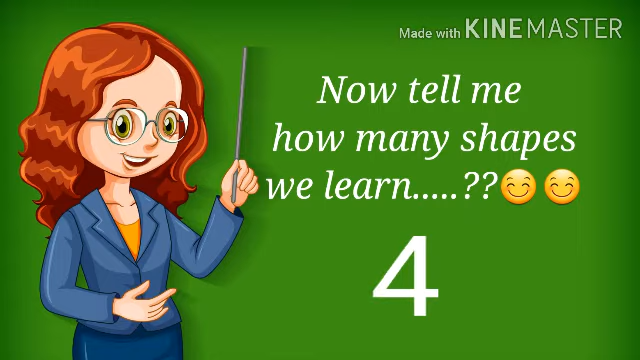 Made with KINEMASTER
Now tell me
how many shapes
we learn.....??😊😊
4